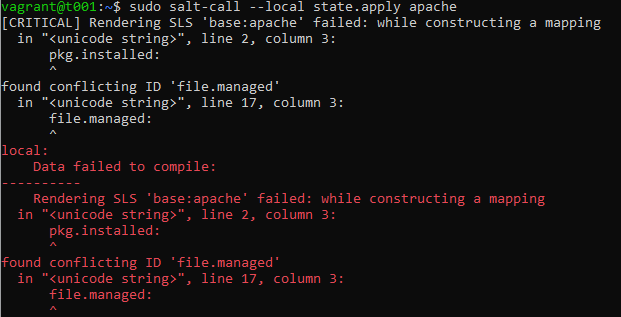 vagrant@t001:~$ sudo salt-call --local state.apply apache
[CRITICAL] Rendering SLS 'base:apache' failed: while constructing a mapping
  in "<unicode string>", line 2, column 3:
      pkg.installed:
      ^
found conflicting ID 'file.managed'
  in "<unicode string>", line 17, column 3:
      file.managed:
      ^
local:
    Data failed to compile:
----------
    Rendering SLS 'base:apache' failed: while constructing a mapping
  in "<unicode string>", line 2, column 3:
      pkg.installed:
      ^
found conflicting ID 'file.managed'
  in "<unicode string>", line 17, column 3:
      file.managed:
      ^